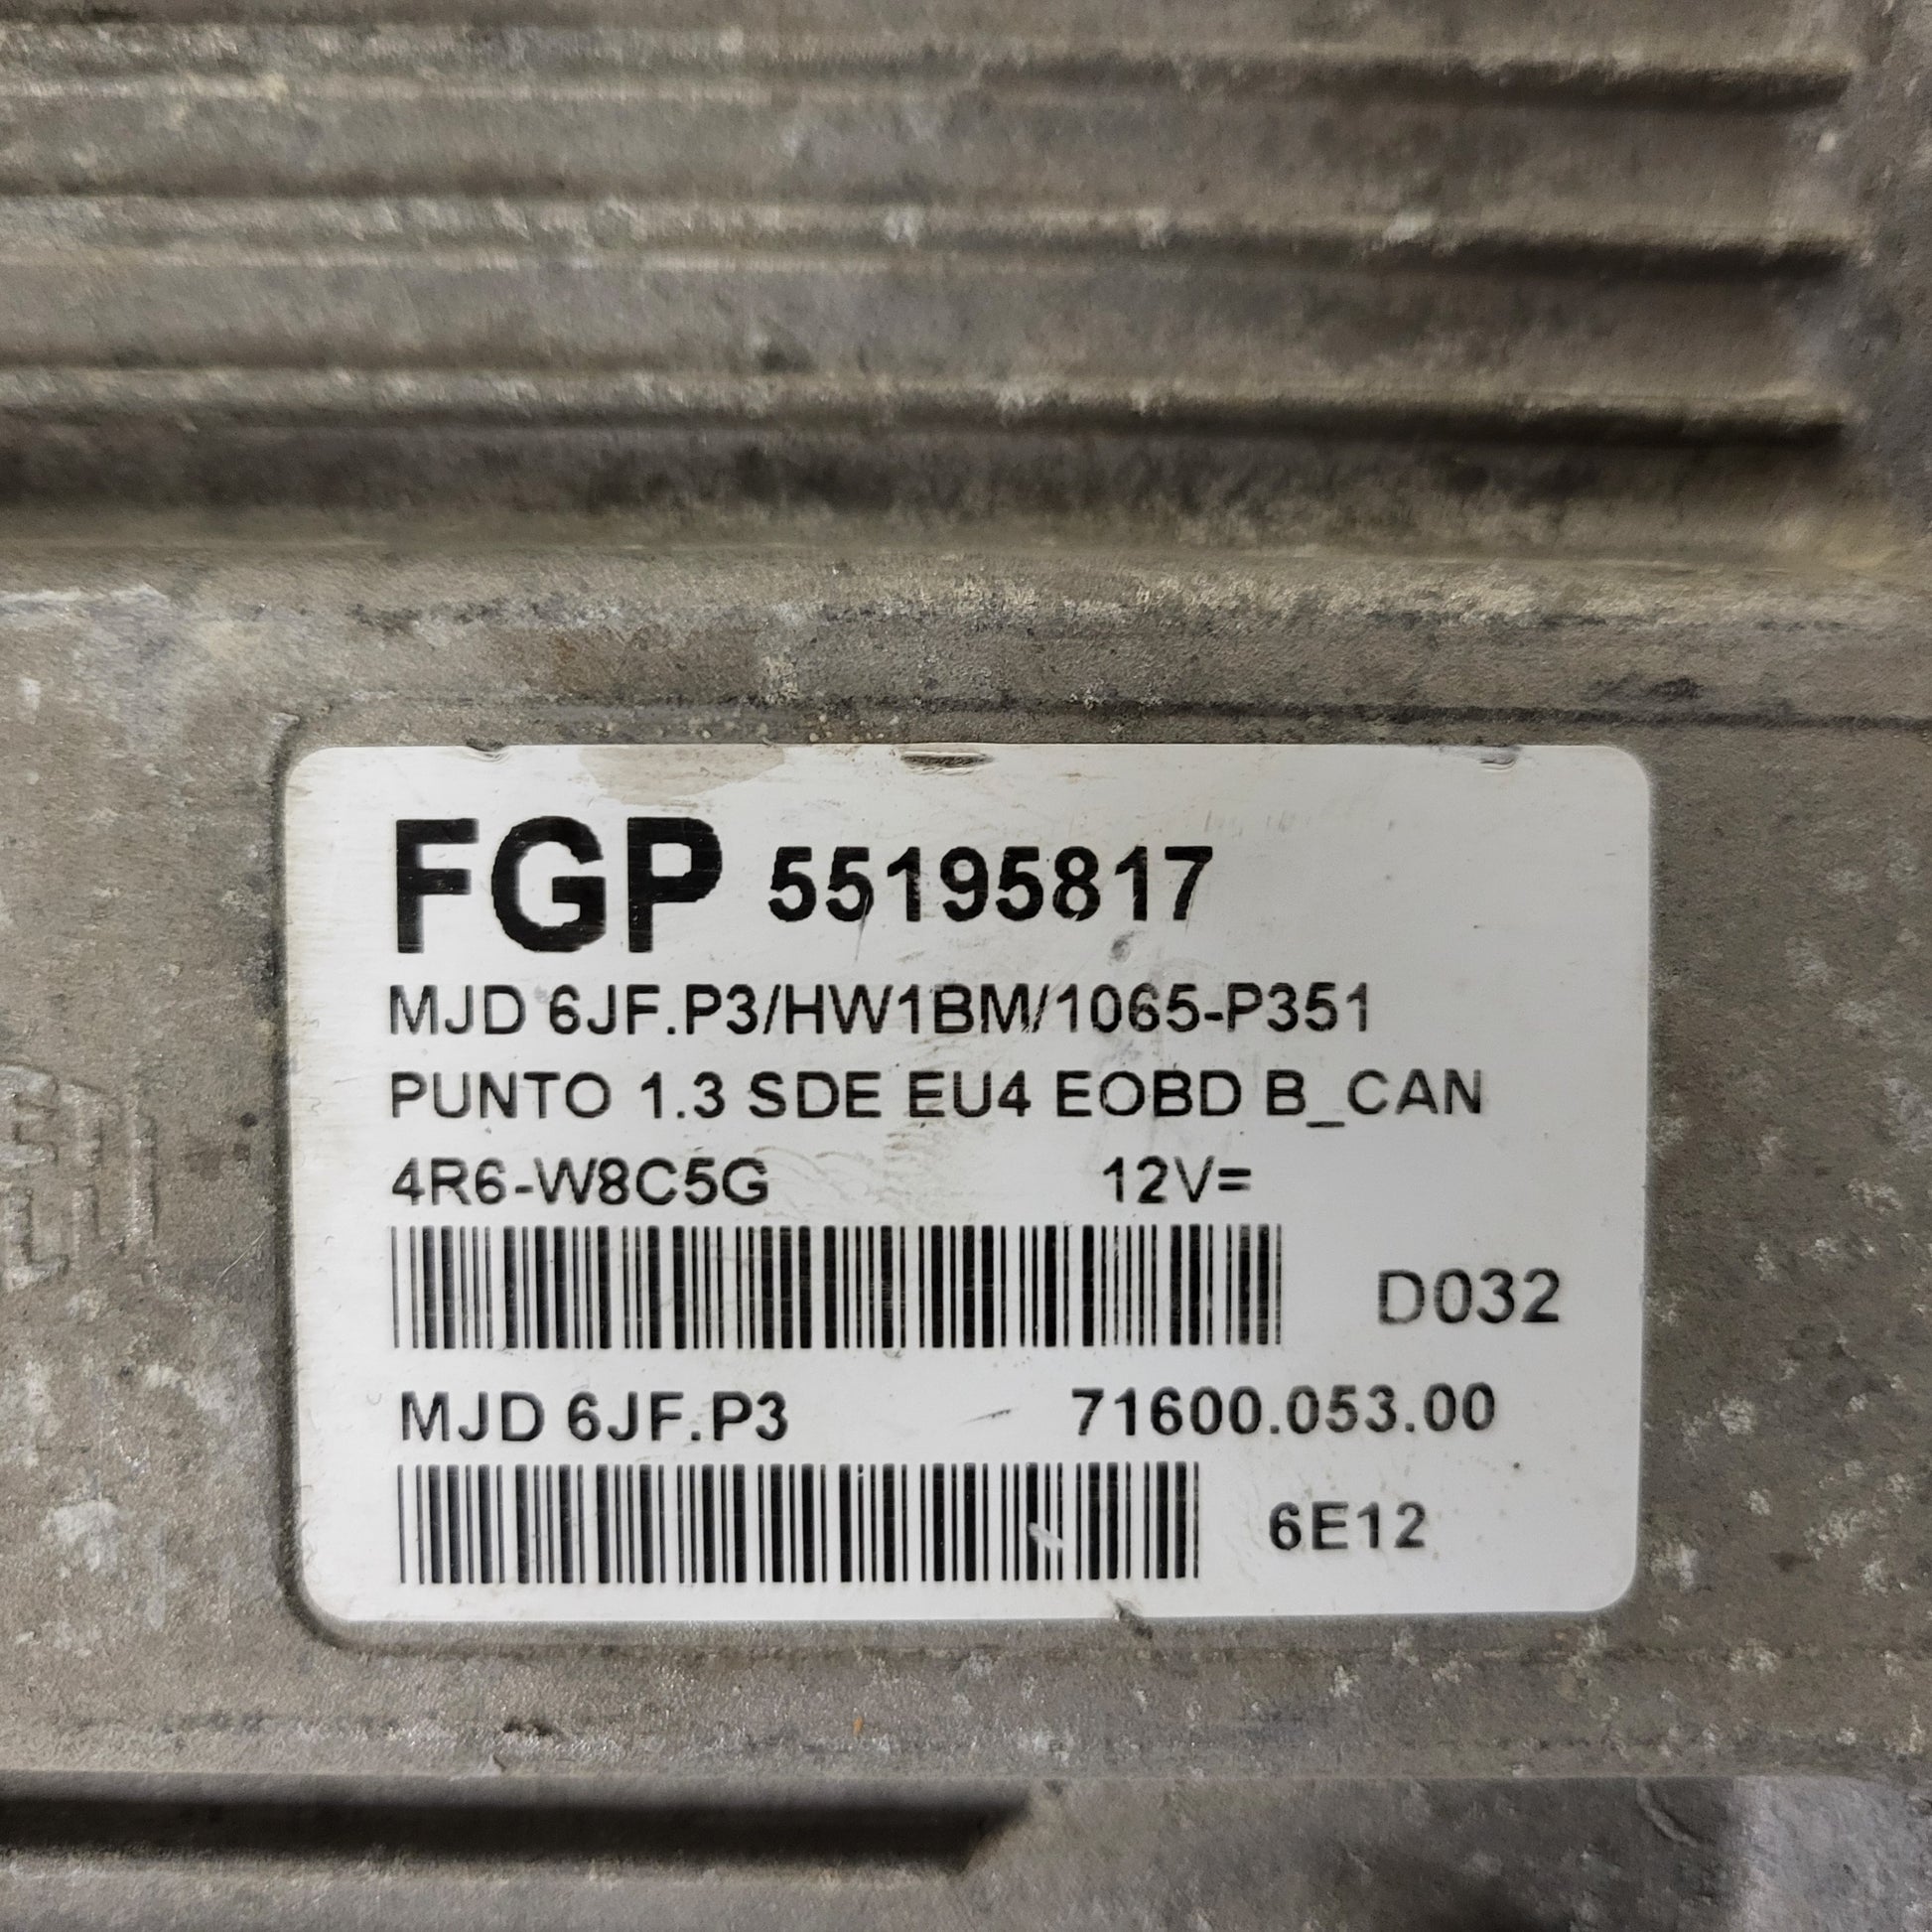 FGP 55195817
MJD 6JF.P3/HW1BM/1065-P351
PUNTO 1.3 SDE EU4 EOBD B_CAN
4R6-W8C5G 12V=
D032
MJD 6JF.P3 71600.053.00
6E12